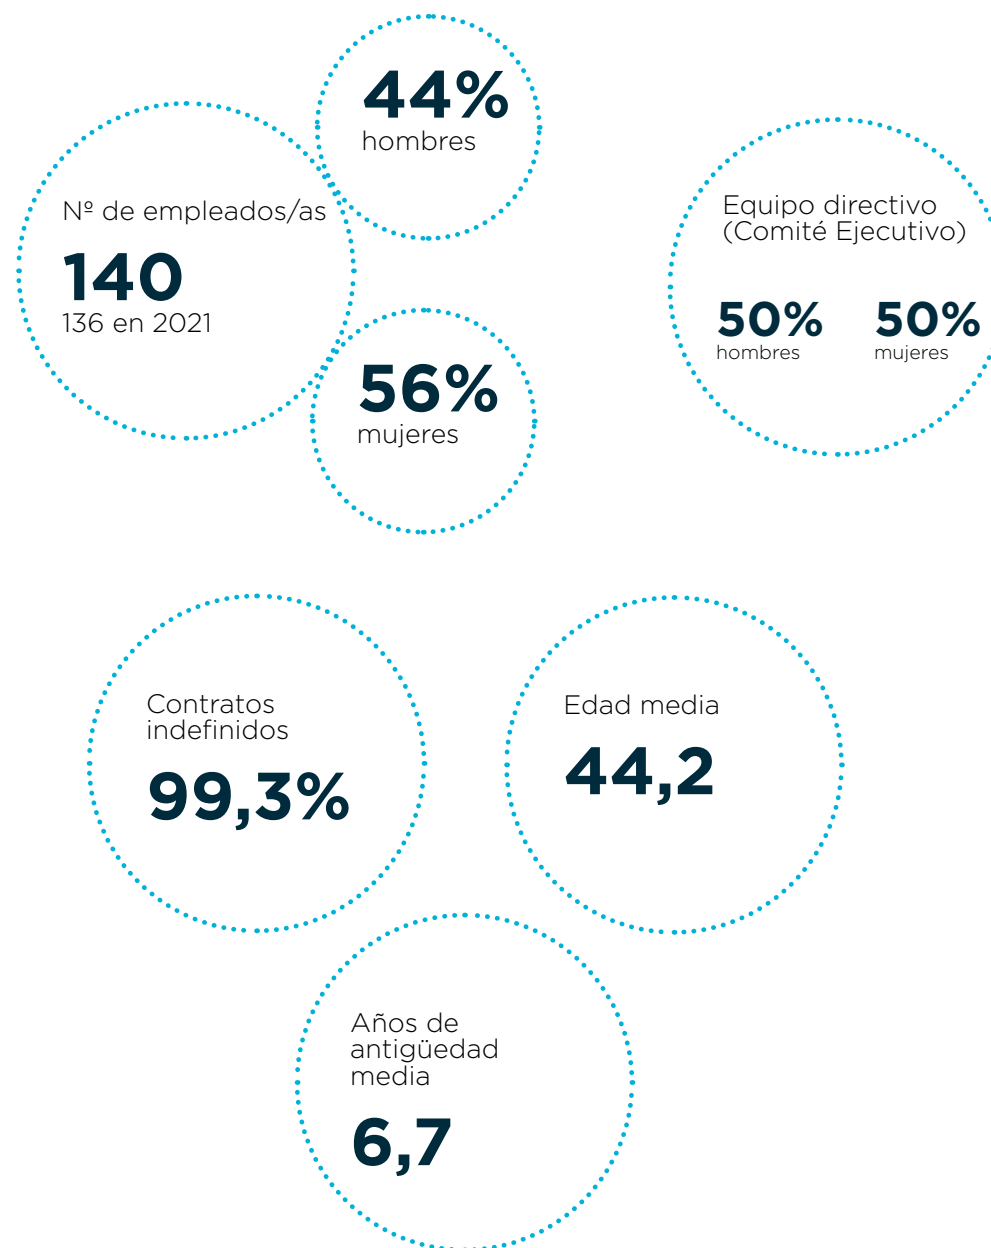 Nº de empleados/as
140
136 en 2021
44%
hombres
56%
mujeres
Equipo directivo
(Comité Ejecutivo)
50%
hombres
50%
mujeres
Contratos
indefinidos
99,3%
Edad media
44,2
Años de
antigüedad
media
6,7